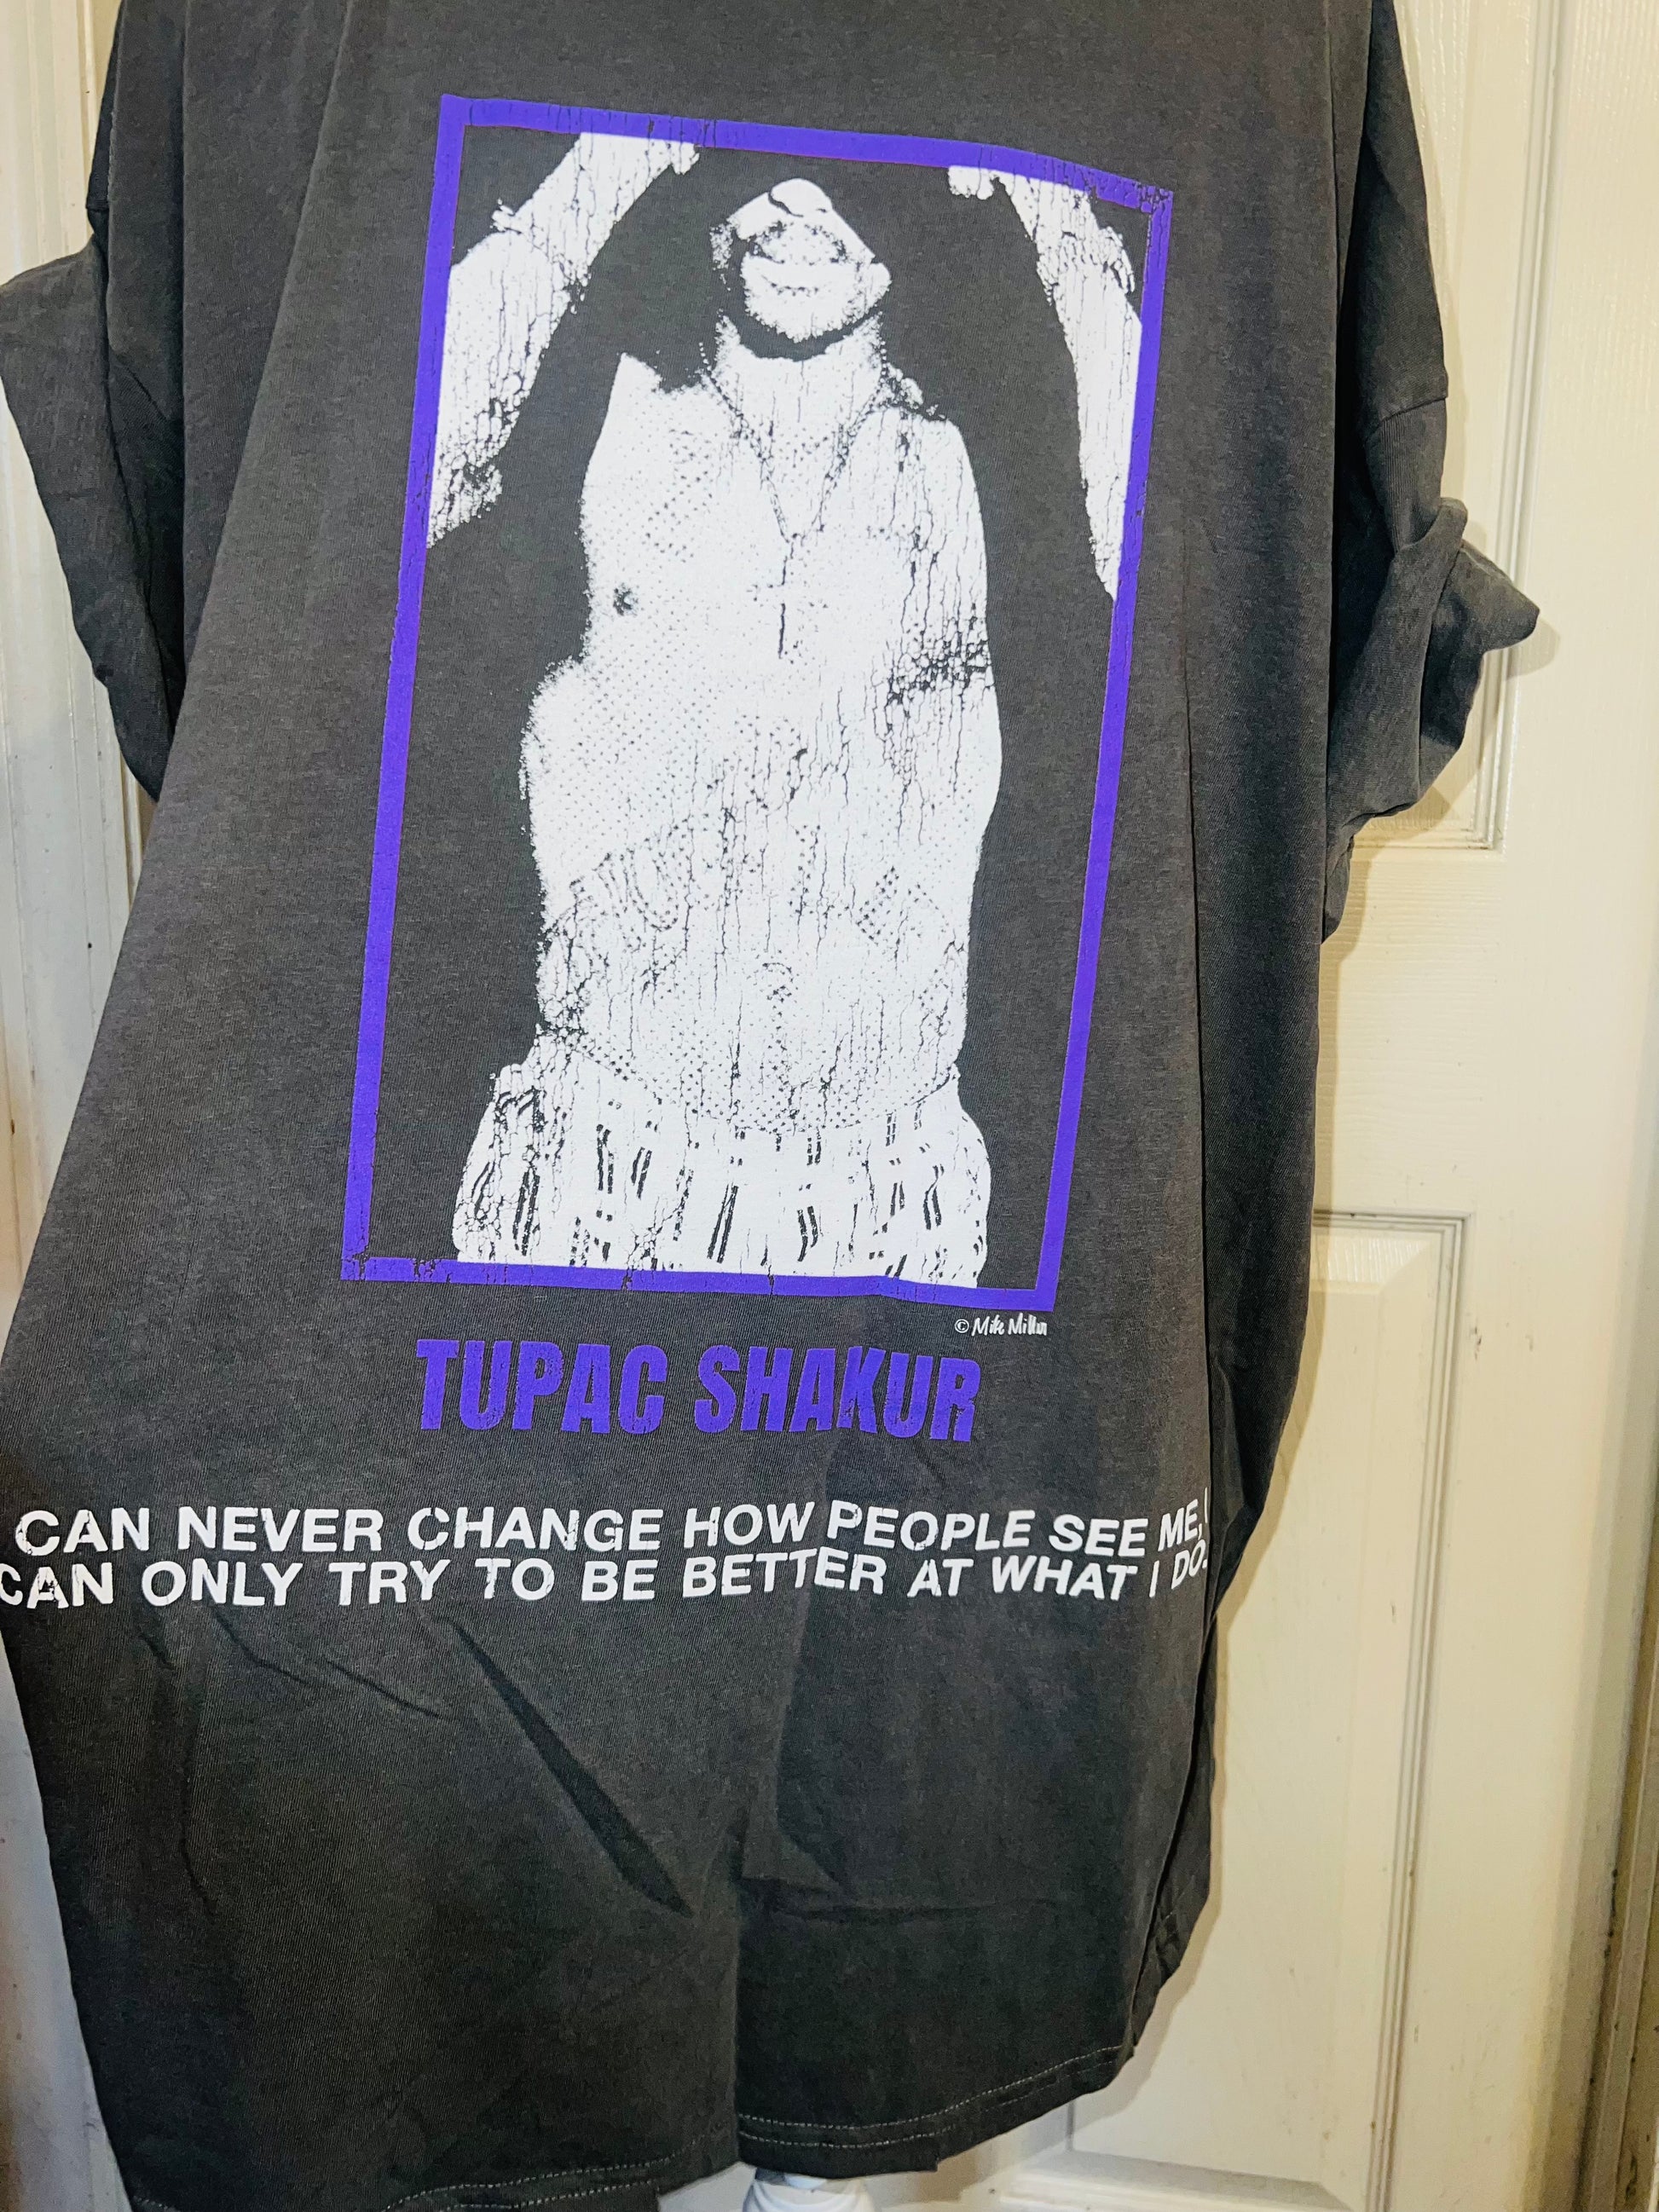 © Mike Miller
TUPAC SHAKUR
CAN NEVER CHANGE HOW PEOPLE SEE ME, I
CAN ONLY TRY TO BE BETTER AT WHAT I DO.